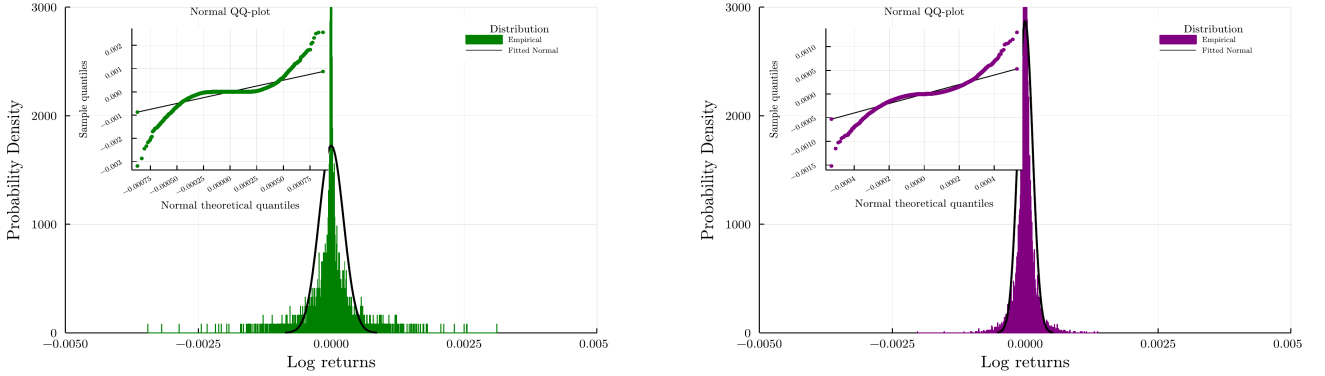 3000
Normal QQ-plot
Distribution
Empirical
Fitted Normal
0.002
0.001
0.000
−0.001
−0.002
−0.003
Sample quantiles
−0.00075
−0.00050
−0.00025
0.00000
0.00025
0.00050
0.00075
Normal theoretical quantiles
2000
1000
0
Probability Density
−0.0050
−0.0025
0.0000
0.0025
0.005
Log returns
3000
Normal QQ-plot
Distribution
Empirical
Fitted Normal
0.0010
0.0005
0.0000
−0.0005
−0.0010
−0.0015
Sample quantiles
−0.0004
−0.0002
0.0000
0.0002
0.0004
Normal theoretical quantiles
2000
1000
0
Probability Density
−0.0050
−0.0025
0.0000
0.0025
0.005
Log returns